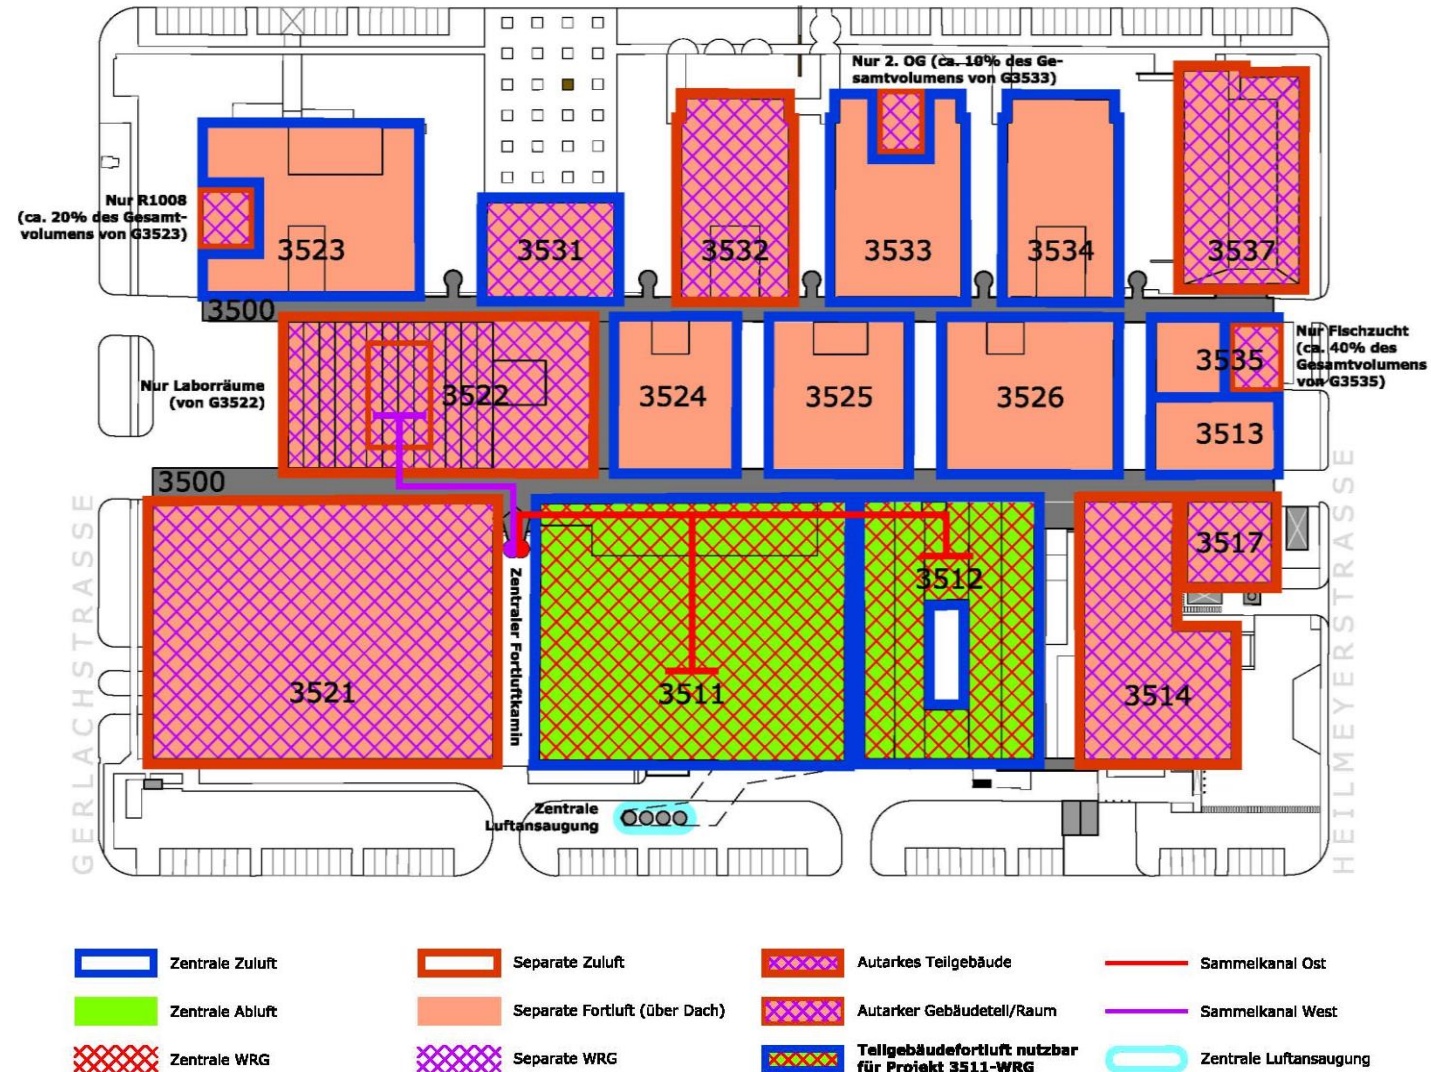 Nur 2. OG (ca. 10% des Ge-
samtvolumens von G3533)
Nur R1008
(ca. 20% des Gesamt-
volumens von G3523)
3523
3531
3532
3533
3534
3537
3500
Nur Laborräume
(von G3522)
3522
3524
3525
3526
3535
3513
Nur Fischzucht
(ca. 40% des
Gesamtvolumens
von G3535)
3500
GERLACHSTRASSE
HEILMEYERSTRASSE
3521
Zentraler Fortluftkamin
3511
3512
3514
3517
Zentrale
Luftansaugung
Zentrale Zuluft
Separate Zuluft
Autarkes Teilgebäude
Sammelkanal Ost
Zentrale Abluft
Separate Fortluft (über Dach)
Autarker Gebäudeteil/Raum
Sammelkanal West
Zentrale WRG
Separate WRG
Teilgebäudefortluft nutzbar
für Projekt 3511-WRG
Zentrale Luftansaugung